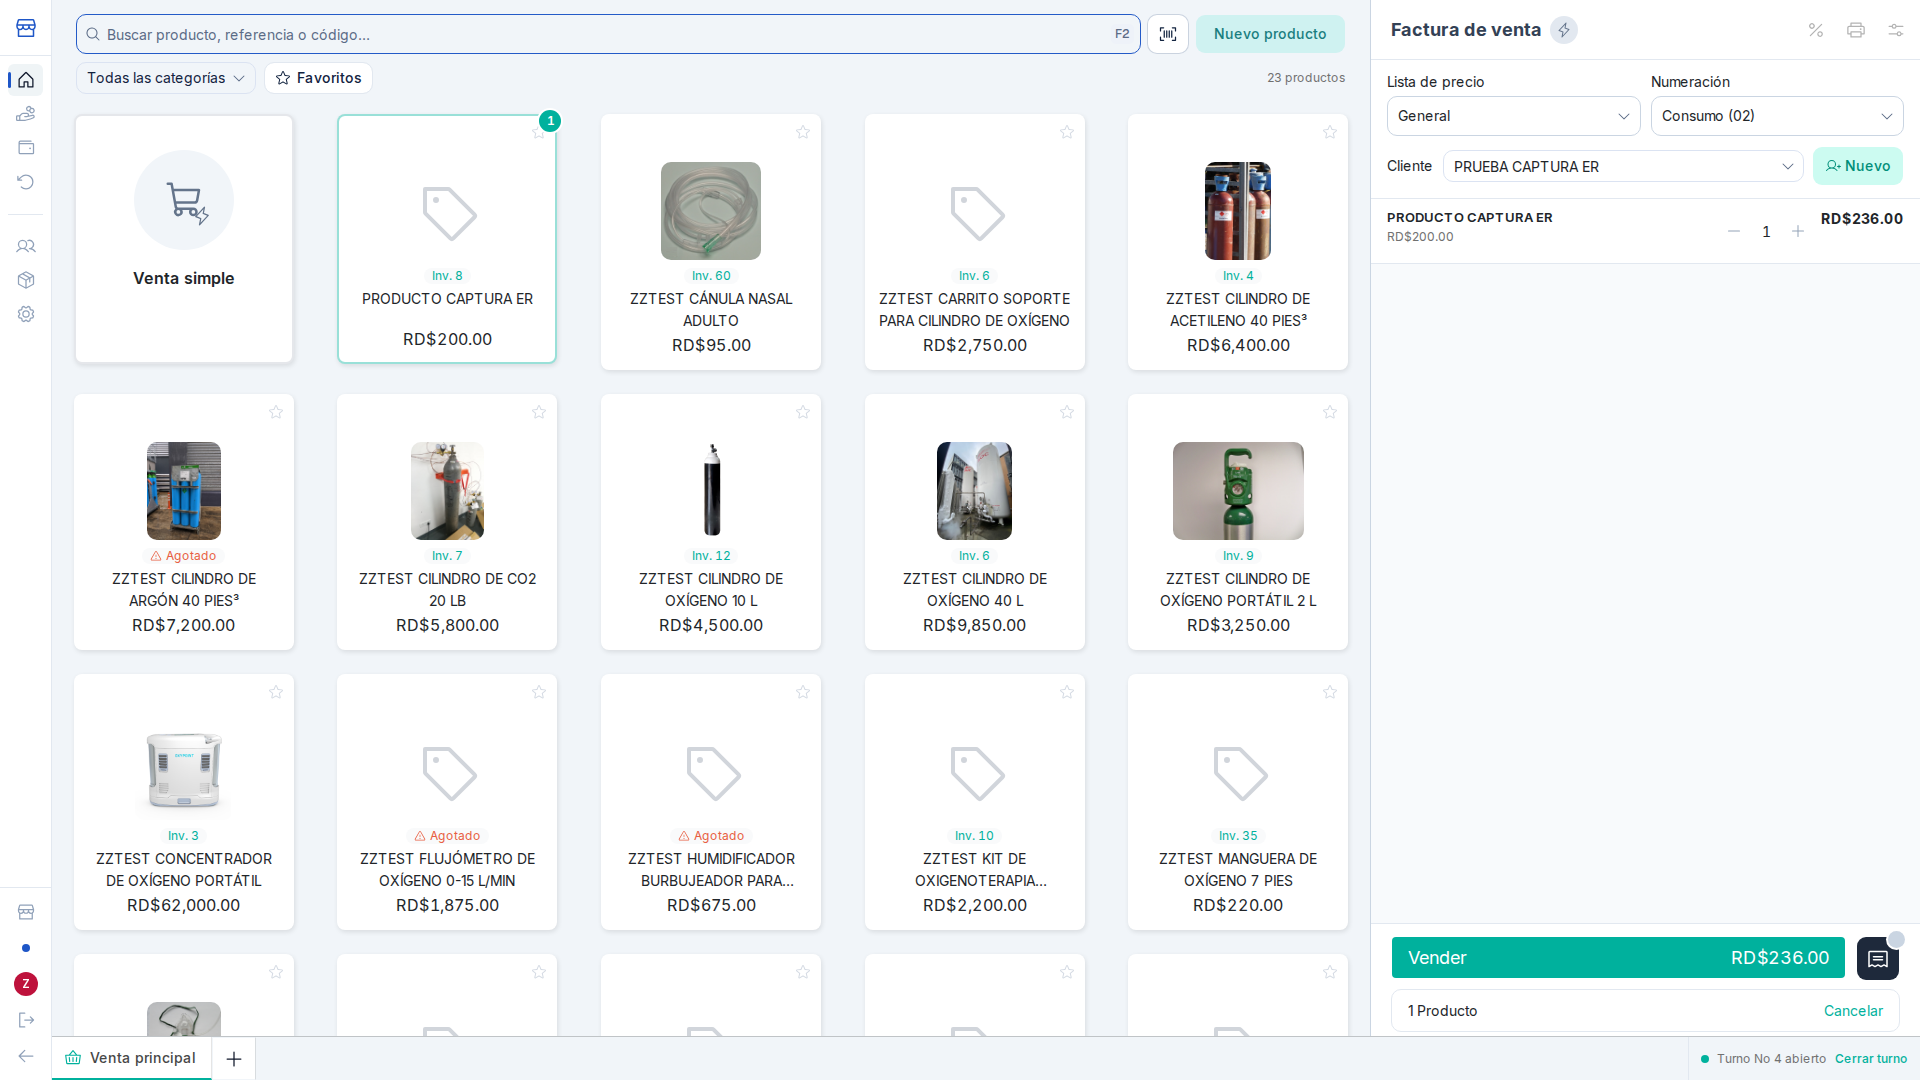 Buscar producto, referencia o código...
F2
Nuevo producto
Todas las categorías
Favoritos
23 productos
Venta simple
1
Inv. 8
PRODUCTO CAPTURA ER
RD$200.00
Inv. 60
ZZTEST CÁNULA NASAL
ADULTO
RD$95.00
Inv. 6
ZZTEST CARRITO SOPORTE
PARA CILINDRO DE OXÍGENO
RD$2,750.00
Inv. 4
ZZTEST CILINDRO DE
ACETILENO 40 PIES³
RD$6,400.00
Agotado
ZZTEST CILINDRO DE
ARGÓN 40 PIES³
RD$7,200.00
Inv. 7
ZZTEST CILINDRO DE CO2
20 LB
RD$5,800.00
Inv. 12
ZZTEST CILINDRO DE
OXÍGENO 10 L
RD$4,500.00
Inv. 6
ZZTEST CILINDRO DE
OXÍGENO 40 L
RD$9,850.00
Inv. 9
ZZTEST CILINDRO DE
OXÍGENO PORTÁTIL 2 L
RD$3,250.00
Inv. 3
ZZTEST CONCENTRADOR
DE OXÍGENO PORTÁTIL
RD$62,000.00
Agotado
ZZTEST FLUJÓMETRO DE
OXÍGENO 0-15 L/MIN
RD$1,875.00
Agotado
ZZTEST HUMIDIFICADOR
BURBUJEADOR PARA...
RD$675.00
Inv. 10
ZZTEST KIT DE
OXIGENOTERAPIA...
RD$2,200.00
Inv. 35
ZZTEST MANGUERA DE
OXÍGENO 7 PIES
RD$220.00
Z
Venta principal
Factura de venta
Lista de precio
Numeración
General
Consumo (02)
Cliente
PRUEBA CAPTURA ER
Nuevo
PRODUCTO CAPTURA ER
RD$200.00
1
RD$236.00
Vender
RD$236.00
1 Producto
Cancelar
Turno No 4 abierto
Cerrar turno